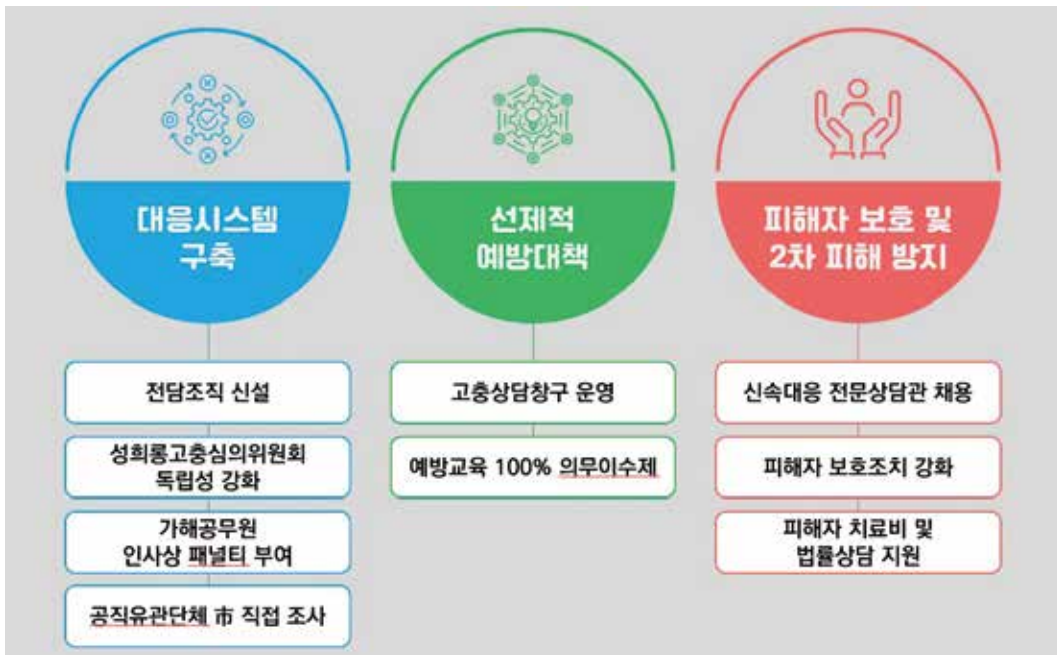 대응시스템
구축
전담조직 신설
성희롱고충심의위원회
독립성 강화
가해공무원
인사상 패널티 부여
공직유관단체 市 직접 조사
선제적
예방대책
고충상담창구 운영
예방교육 100% 의무이수제
피해자 보호 및
2차 피해 방지
신속대응 전문상담관 채용
피해자 보호조치 강화
피해자 치료비 및
법률상담 지원